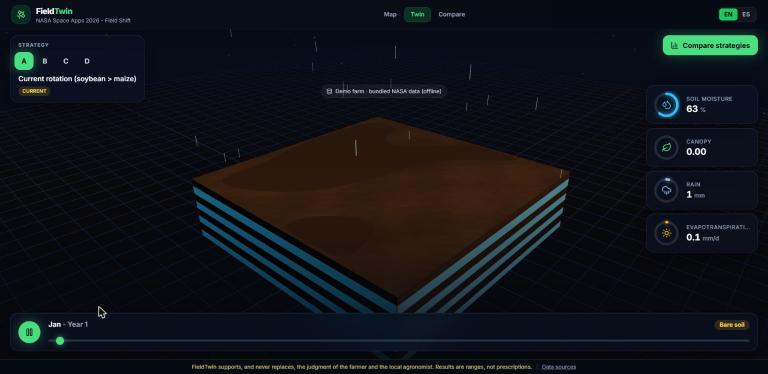 FieldTwin
NASA Space Apps 2026 - Field Shift
Map Twin Compare
EN ES
STRATEGY
A B C D
Current rotation (soybean > maize)
CURRENT
Demo farm · bundled NASA data (offline)
Compare strategies
SOIL MOISTURE
63 %
CANOPY
0.00
RAIN
1 mm
EVAPOTRANSPIRATI...
0.1 mm/d
Jan - Year 1
Bare soil
FieldTwin supports, and never replaces, the judgment of the farmer and the local agronomist. Results are ranges, not prescriptions. | Data sources